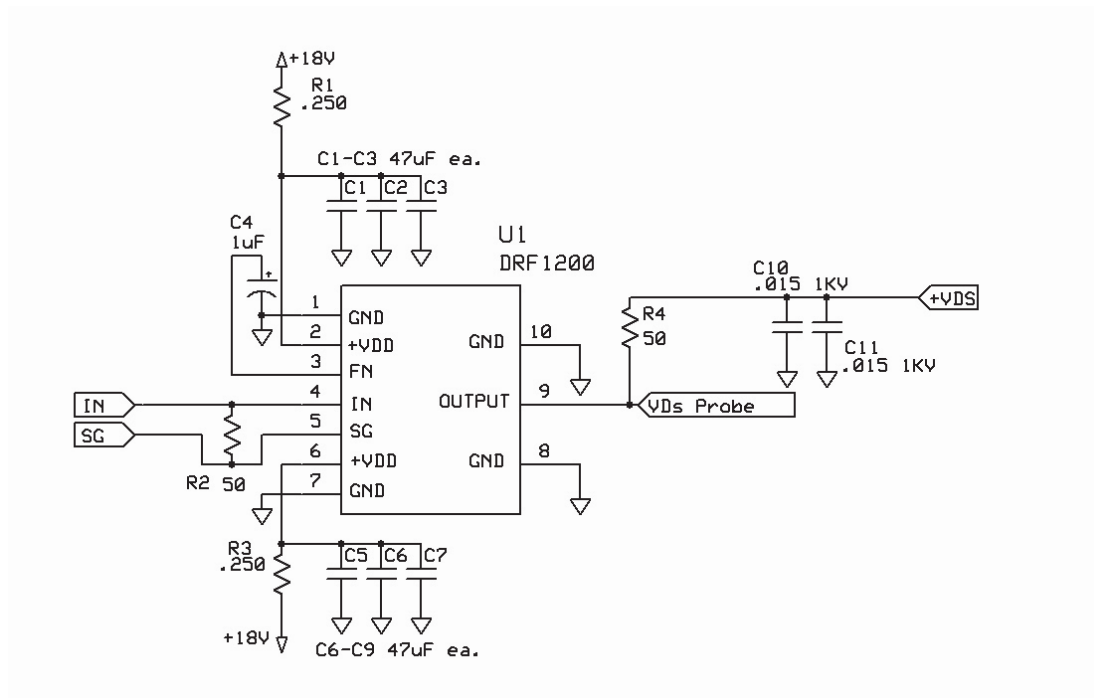 +18V
R1
.250
C1-C3 47uF ea.
C1
C2
C3
C4
1uF
+
U1
DRF1200
1
GND
2
+VDD
3
FN
4
IN
5
SG
6
+VDD
7
GND
10
GND
9
OUTPUT
8
GND
IN
SG
R2 50
C10
.015 1KV
+VDS
R4
50
C11
.015 1KV
VDs Probe
R3
.250
C5
C6
C7
+18V
C6-C9 47uF ea.